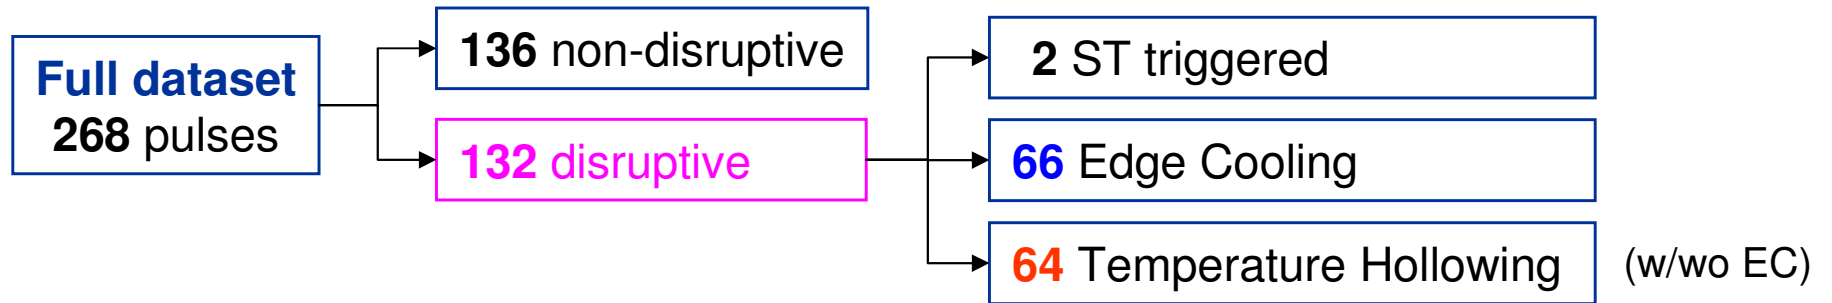 Full dataset
268 pulses
136 non-disruptive
132 disruptive
2 ST triggered
66 Edge Cooling
64 Temperature Hollowing
(w/wo EC)